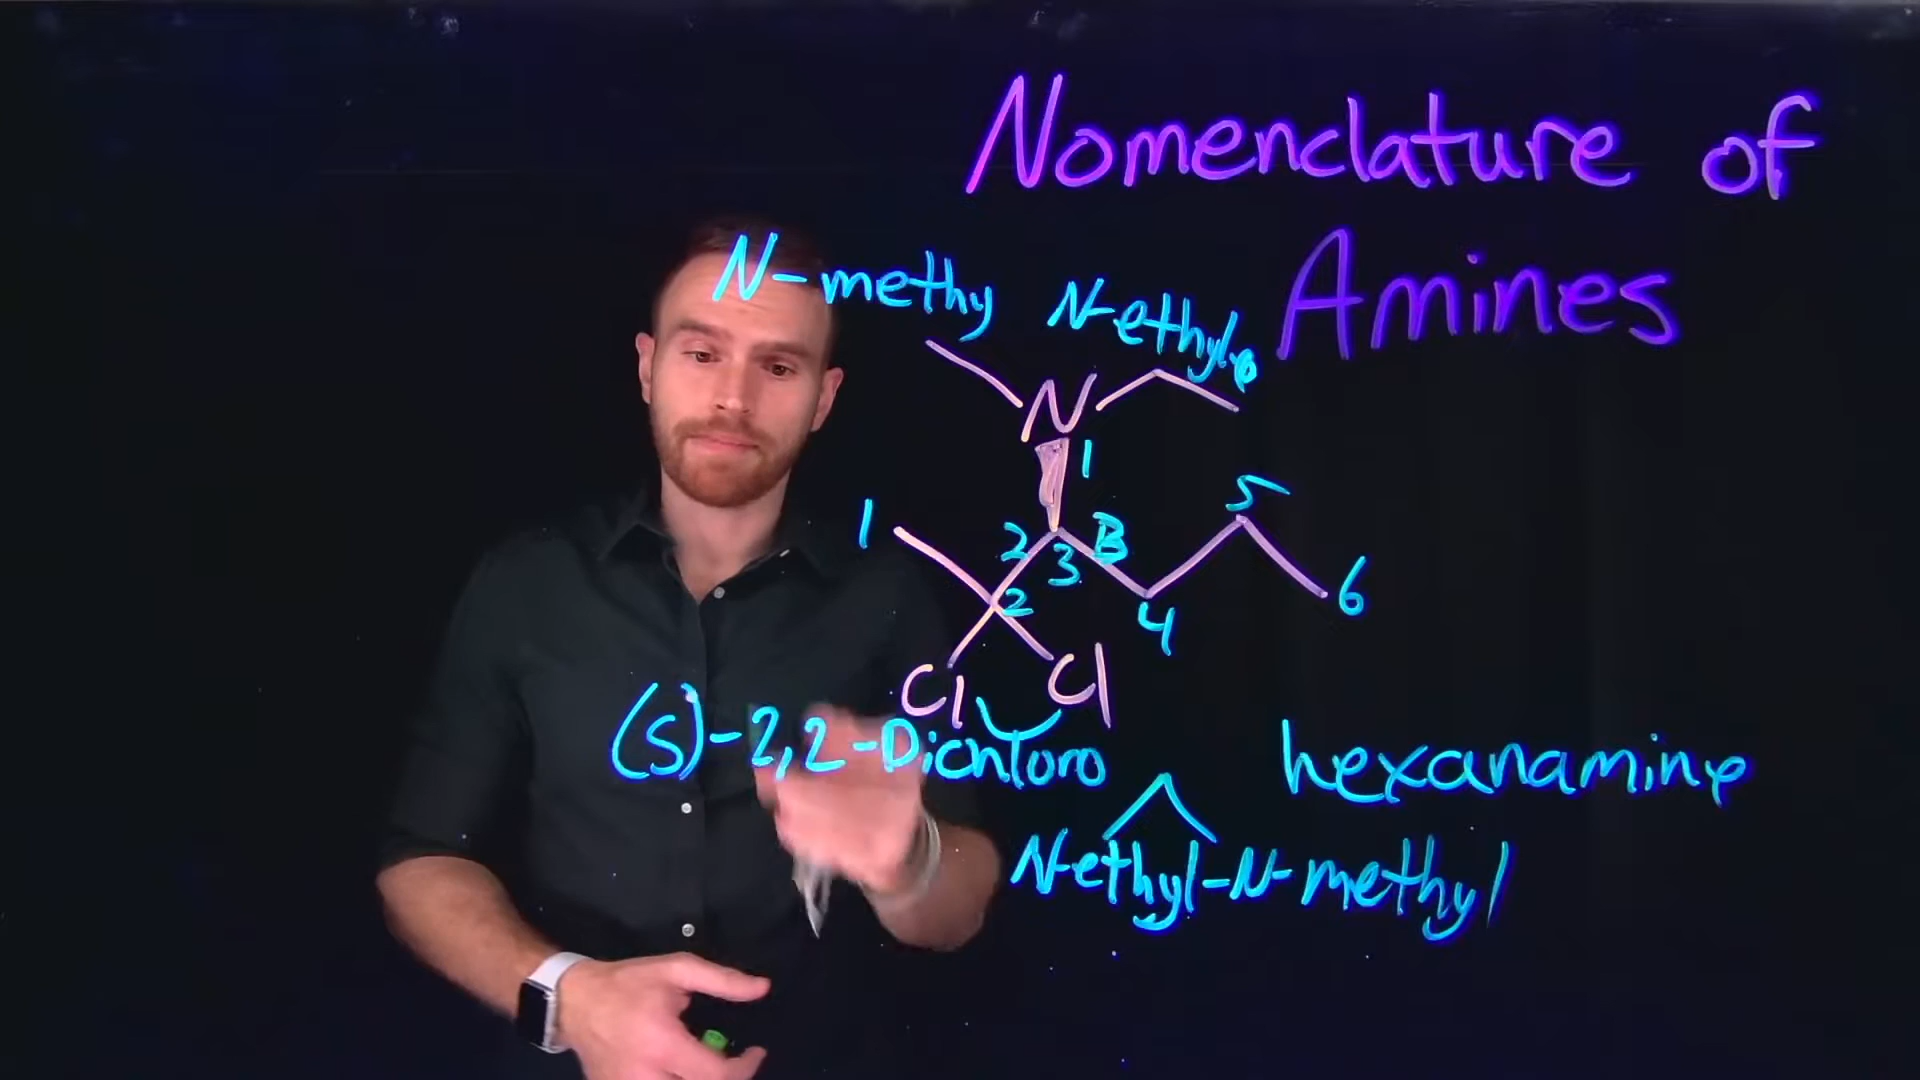 Nomenclature of
Amines
N-methy N-ethyl
N
1
1 2 3 B 5
2 4 6
Cl Cl
(S)-2,2-Dichloro hexanamine
N-ethyl-N-methyl